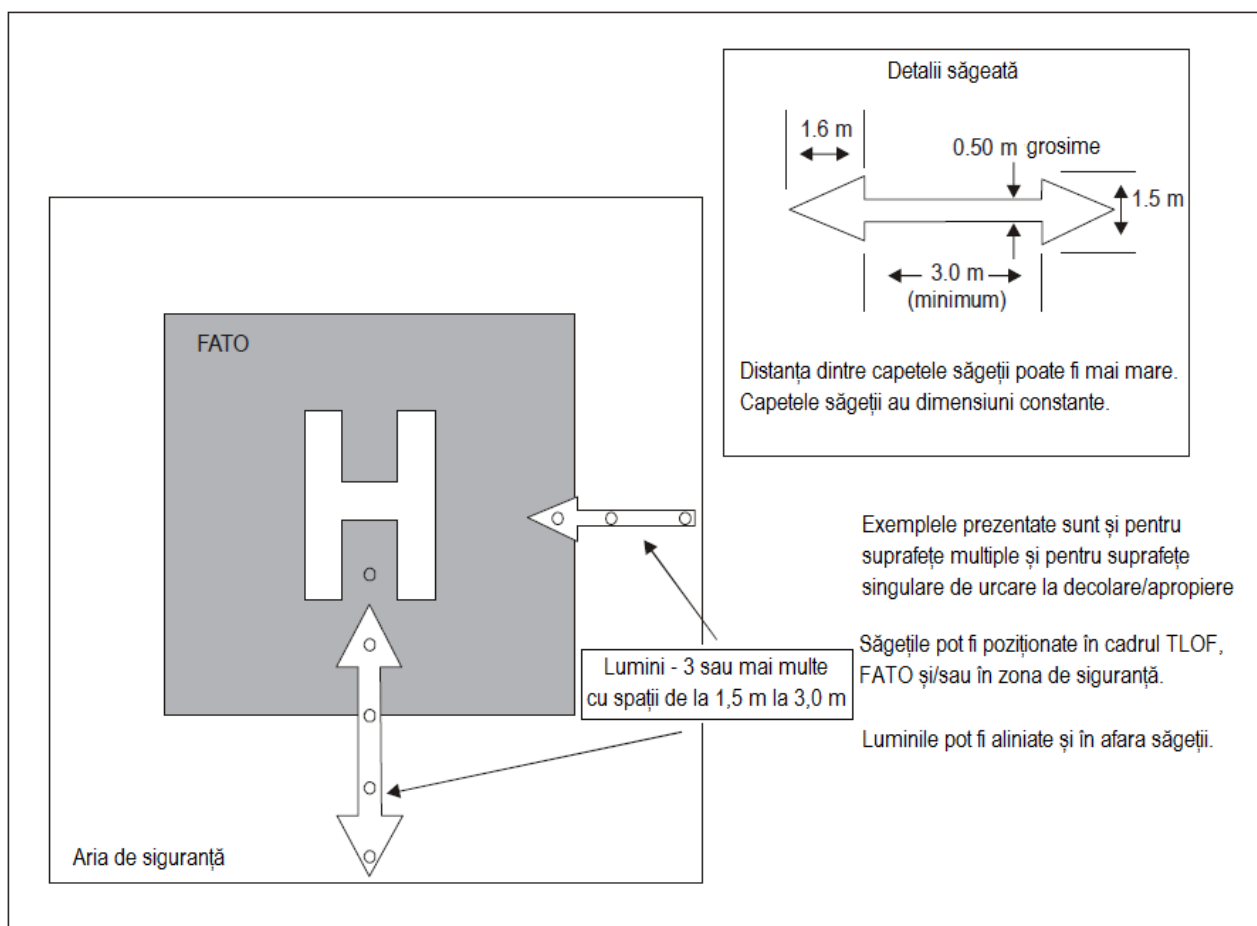 Detalii săgeată
1.6 m
0.50 m grosime
1.5 m
3.0 m
(minimum)
Distanța dintre capetele săgeții poate fi mai mare.
Capetele săgeții au dimensiuni constante.
FATO
H
Exemplele prezentate sunt și pentru
suprafețe multiple și pentru suprafețe
singulare de urcare la decolare/apropiere
Săgețile pot fi poziționate în cadrul TLOF,
FATO și/sau în zona de siguranță.
Luminile pot fi aliniate și în afara săgeții.
Lumini - 3 sau mai multe
cu spații de la 1,5 m la 3,0 m
Aria de siguranță